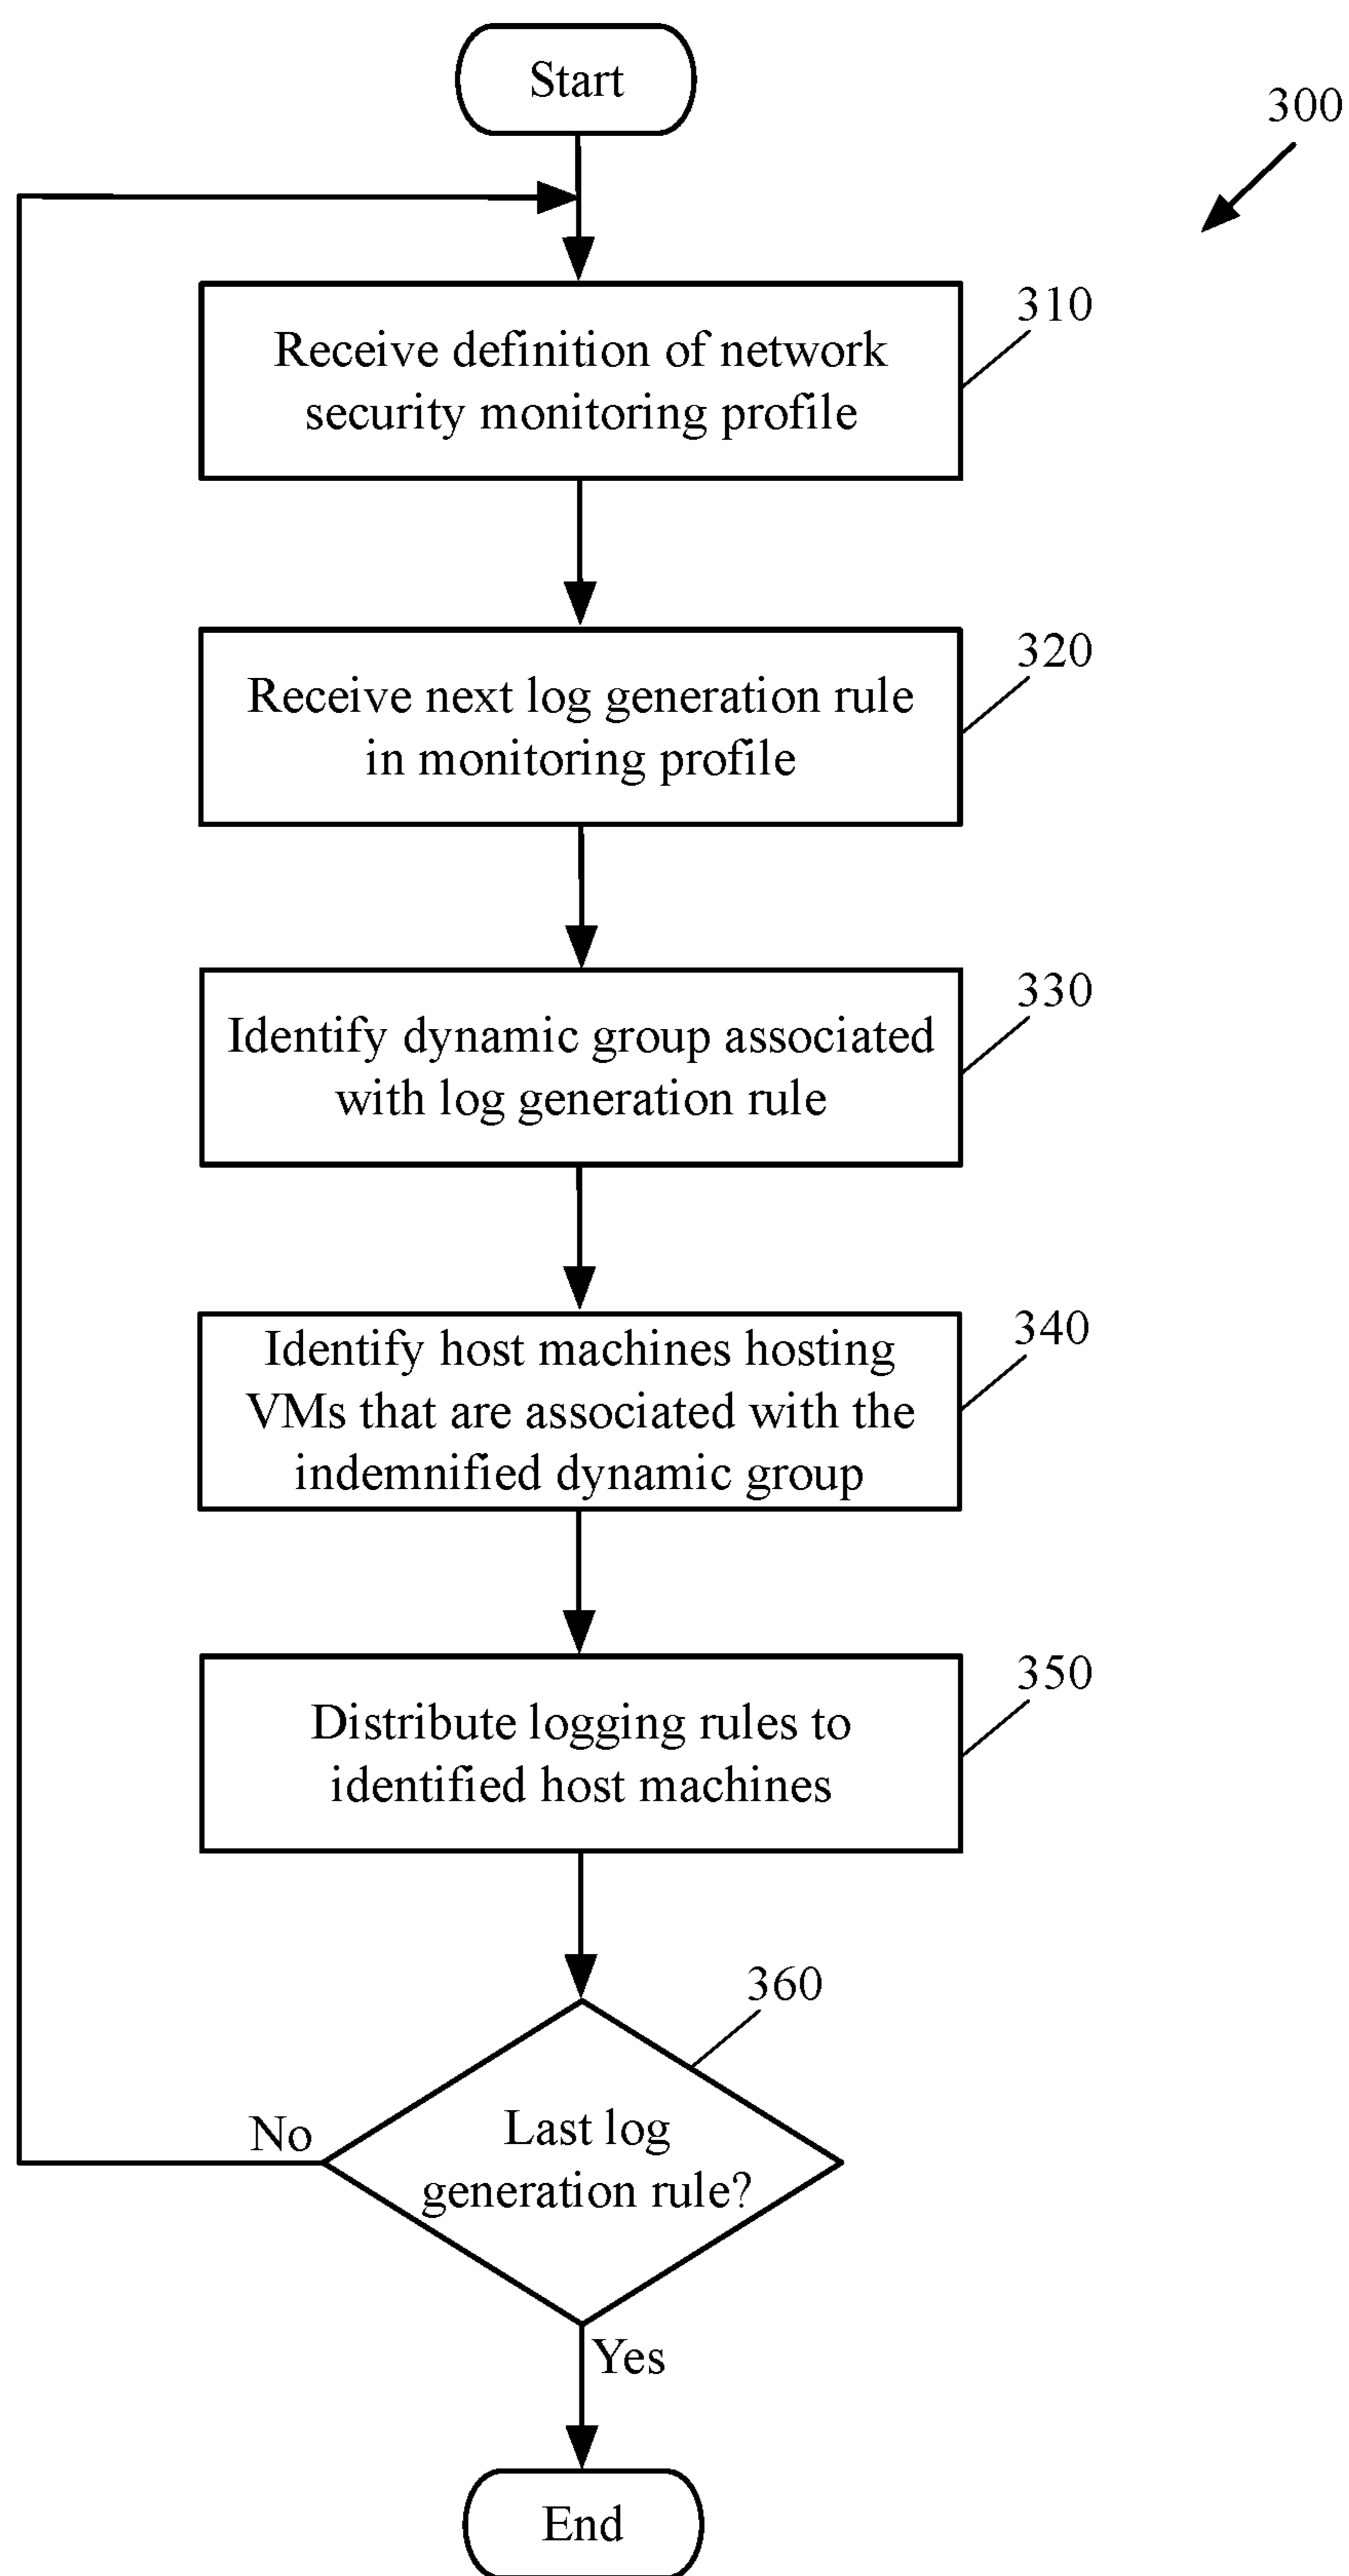 Start
300
310
Receive definition of network
security monitoring profile
320
Receive next log generation rule
in monitoring profile
330
Identify dynamic group associated
with log generation rule
340
Identify host machines hosting
VMs that are associated with the
indemnified dynamic group
350
Distribute logging rules to
identified host machines
360
Last log
generation rule?
No
Yes
End